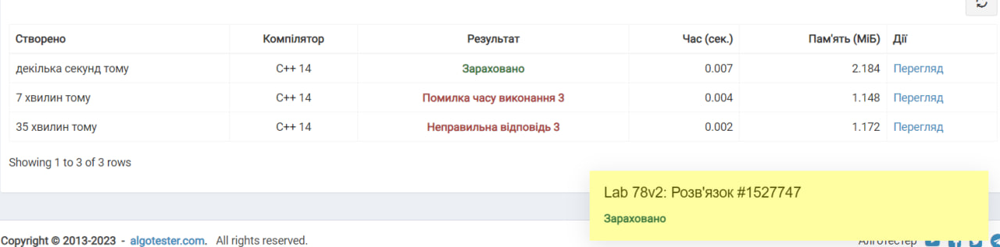 Створено Компілятор Результат Час (сек.) Пам'ять (МіБ) Дії
декілька секунд тому C++ 14 Зараховано 0.007 2.184 Перегляд
7 хвилин тому C++ 14 Помилка часу виконання 3 0.004 1.148 Перегляд
35 хвилин тому C++ 14 Неправильна відповідь 3 0.002 1.172 Перегляд
Showing 1 to 3 of 3 rows
Lab 78v2: Розв'язок #1527747
Зараховано
Copyright © 2013-2023 - algotester.com. All rights reserved. Алготестер